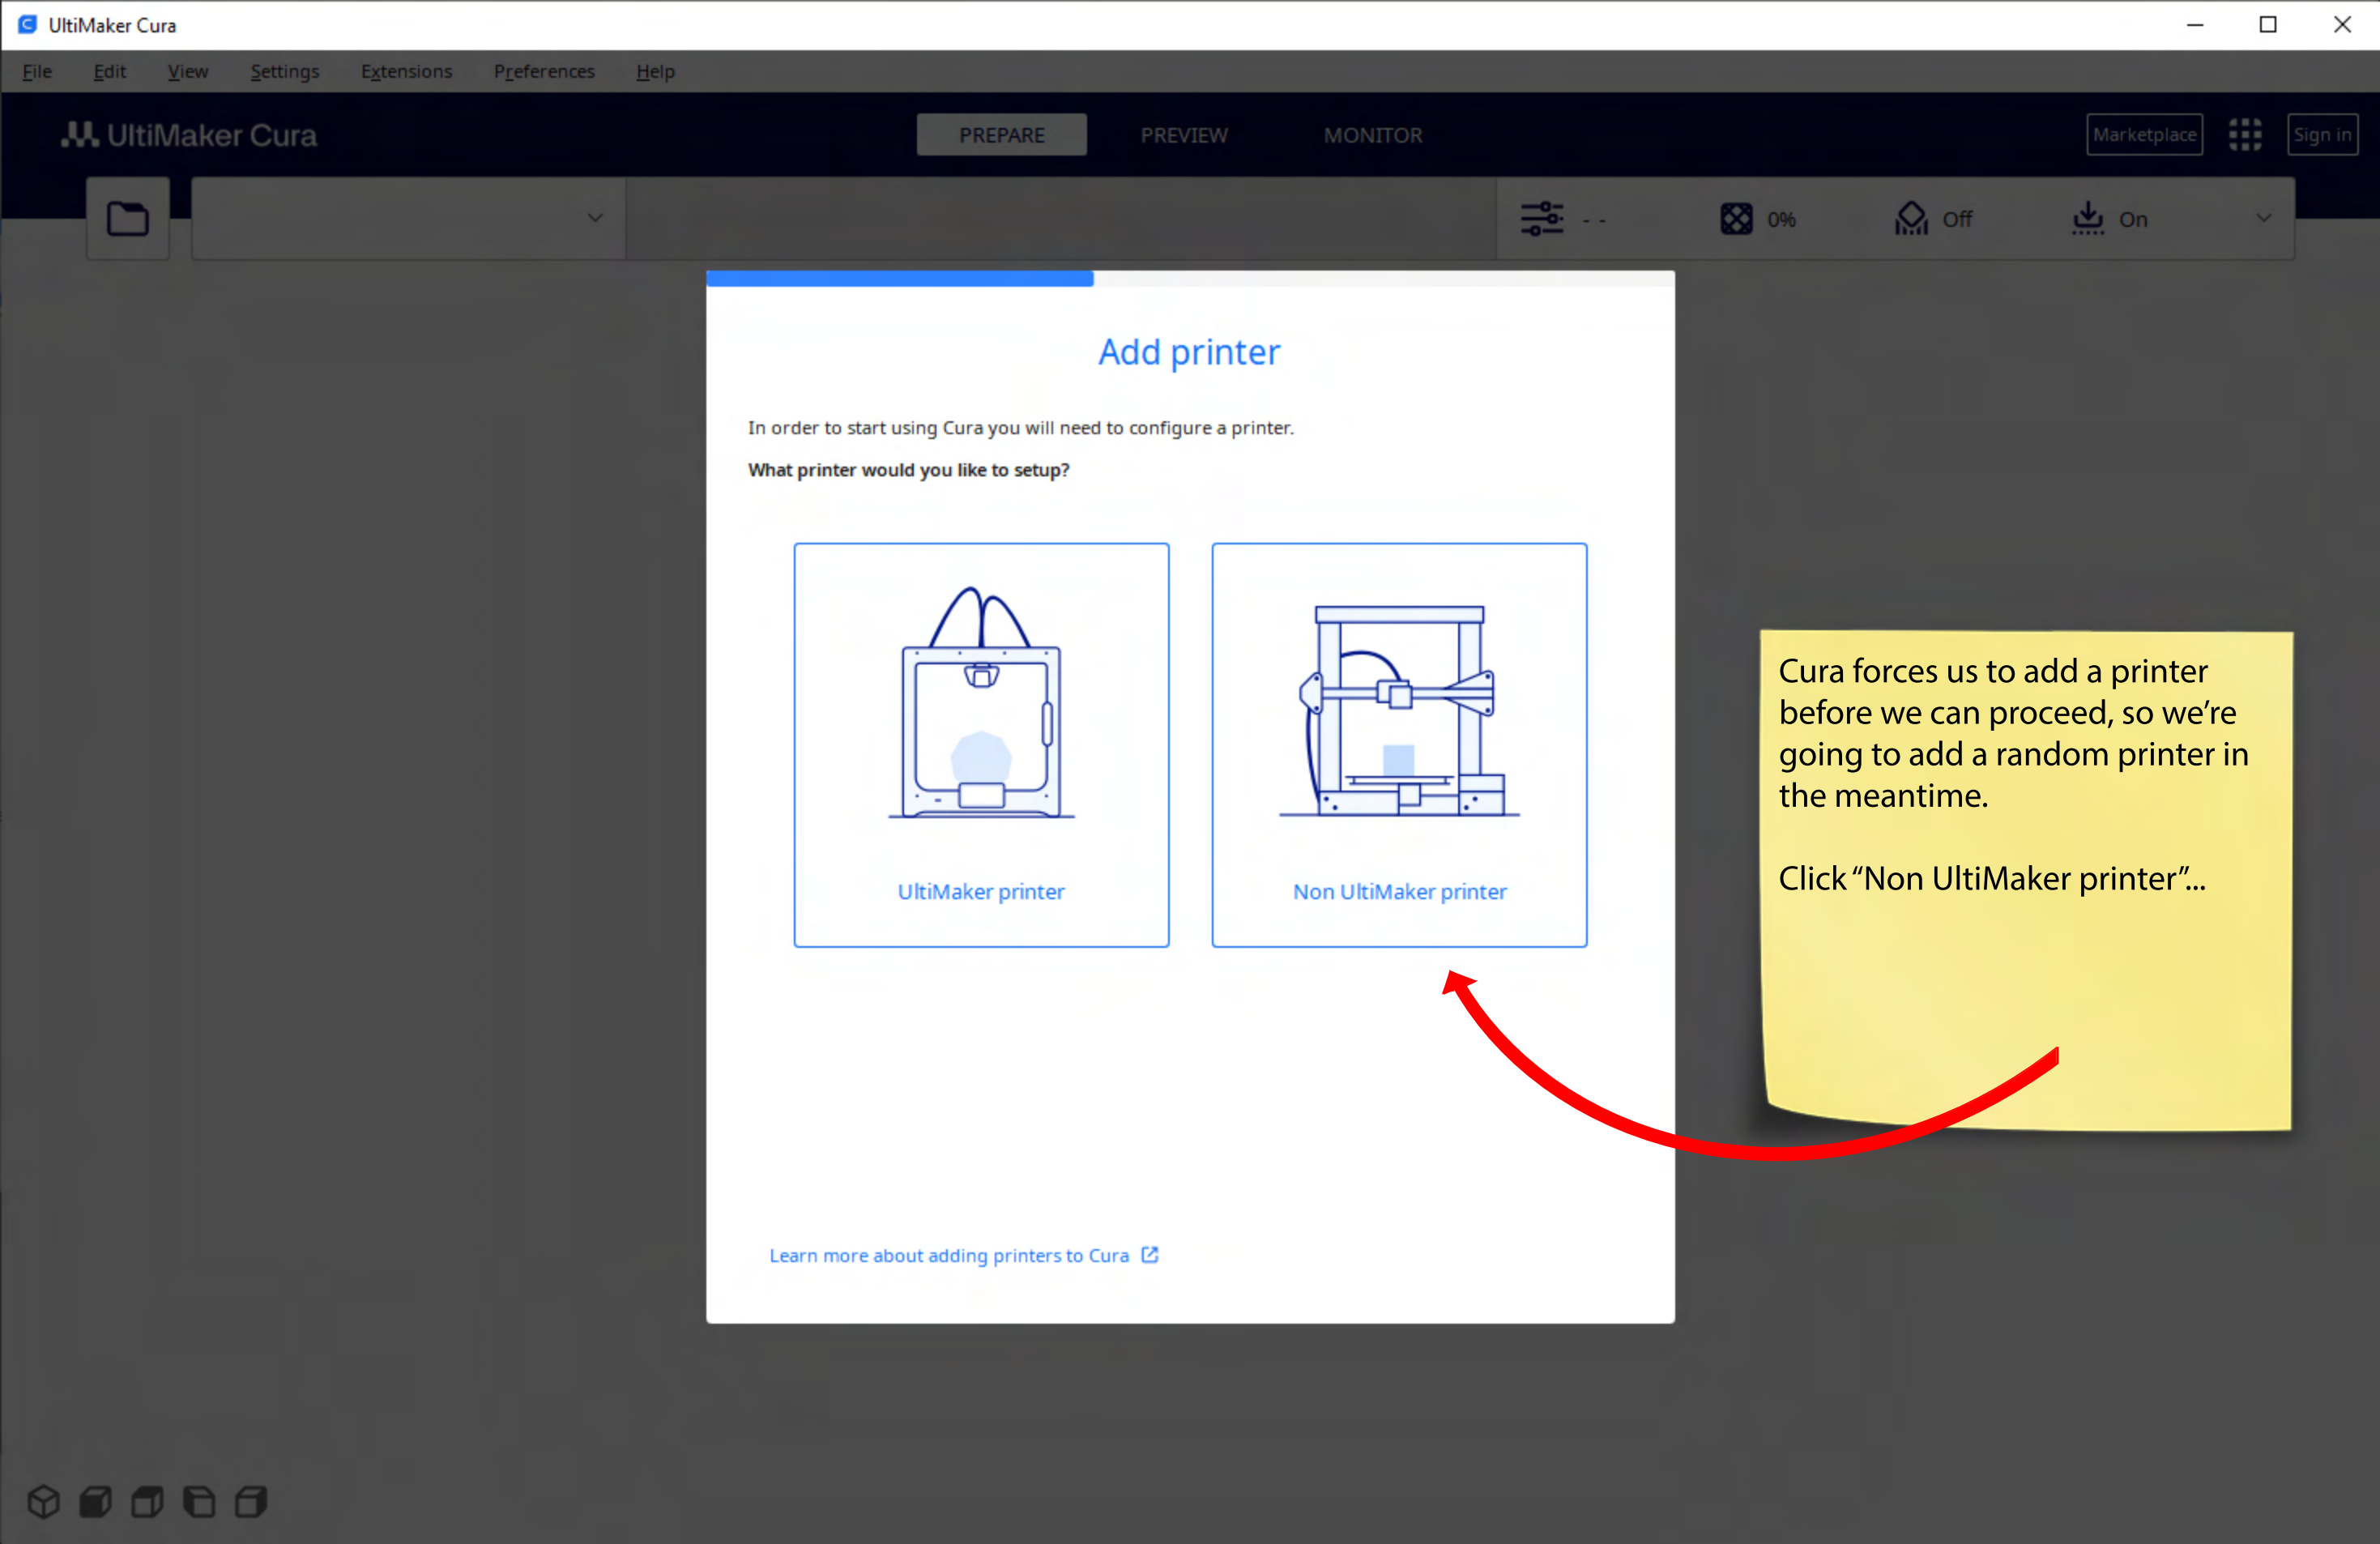 UltiMaker Cura
File Edit View Settings Extensions Preferences Help
UltiMaker Cura PREPARE PREVIEW MONITOR Marketplace Sign in
- - 0% Off On
Add printer
In order to start using Cura you will need to configure a printer.
What printer would you like to setup?
UltiMaker printer Non UltiMaker printer
Learn more about adding printers to Cura
Cura forces us to add a printer
before we can proceed, so we’re
going to add a random printer in
the meantime.
Click “Non UltiMaker printer”...